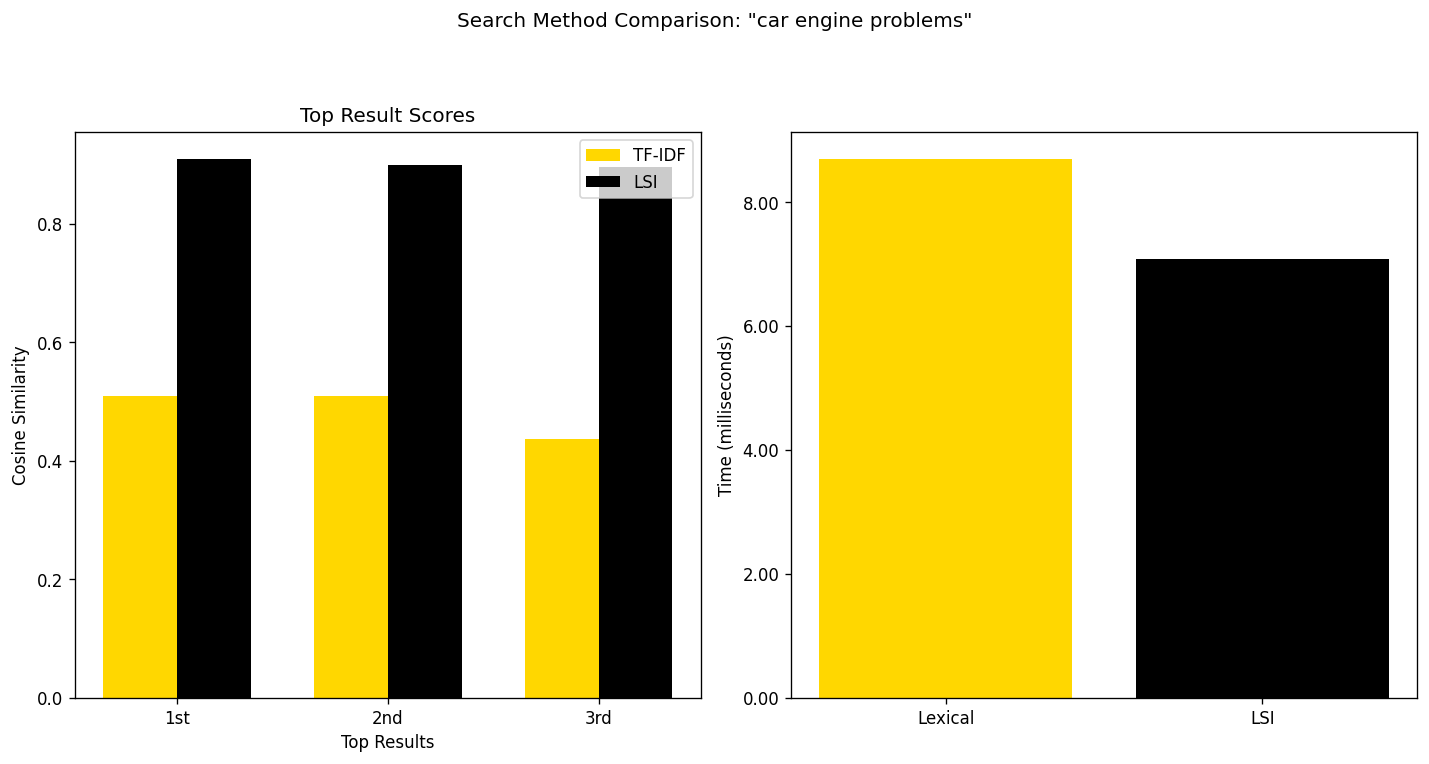 Search Method Comparison: "car engine problems"
Top Result Scores
TF-IDF
LSI
Cosine Similarity
0.8
0.6
0.4
0.2
0.0
1st 2nd 3rd
Top Results
Time (milliseconds)
8.00
6.00
4.00
2.00
0.00
Lexical LSI